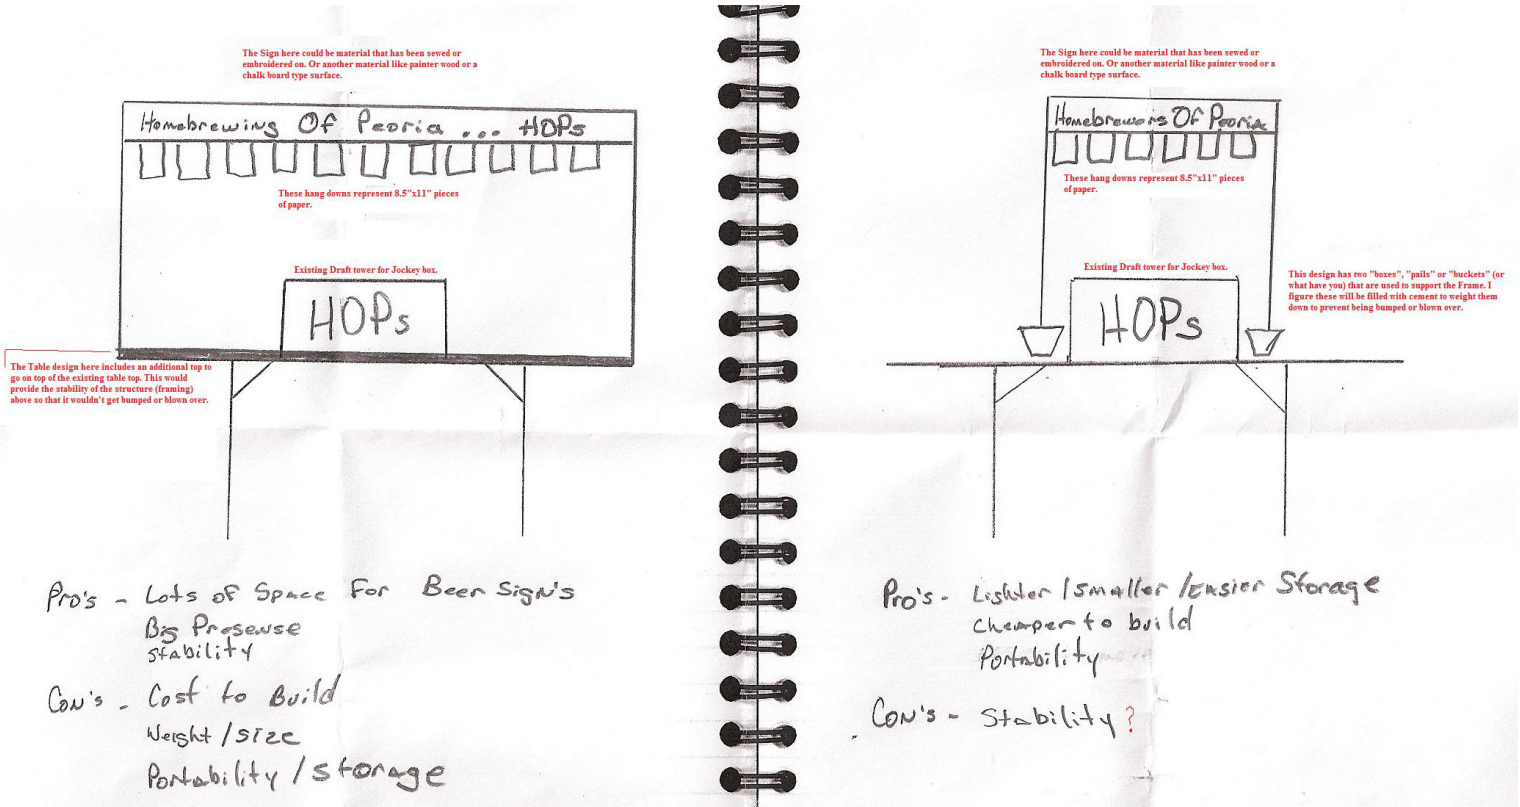 The Sign here could be material that has been sewed or
embroidered on. Or another material like painter wood or a
chalk board type surface.
Homebrewing Of Peoria ... HOPs
These hang downs represent 8.5"x11" pieces
of paper.
Existing Draft tower for Jockey box.
HOPs
The Table design here includes an additional top to
go on top of the existing table top. This would
provide the stability of the structure (framing)
above so that it wouldn't get bumped or blown over.
Pro's - Lots of Space For Beer Sign's
Big Presense
Stability
Con's - Cost to Build
Weight/size
Portability/storage
The Sign here could be material that has been sewed or
embroidered on. Or another material like painter wood or a
chalk board type surface.
Homebrewers Of Peoria
These hang downs represent 8.5"x11" pieces
of paper.
Existing Draft tower for Jockey box.
HOPs
This design has two "boxes", "pails" or "buckets" (or
what have you) that are used to support the Frame. I
figure these will be filled with cement to weight them
down to prevent being bumped or blown over.
Pro's - Lighter/Smaller/Easier Storage
Cheaper to build
Portability
Con's - Stability?